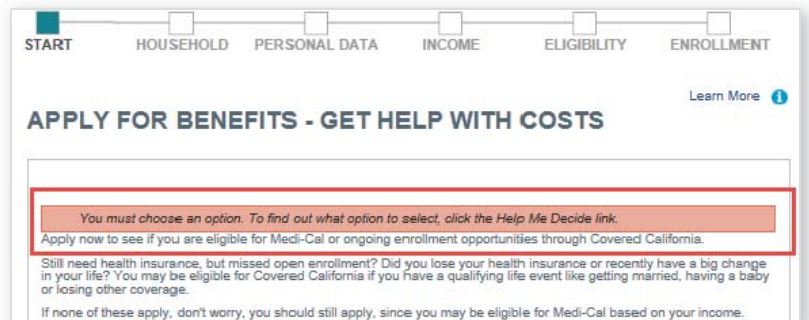 START HOUSEHOLD PERSONAL DATA INCOME ELIGIBILITY ENROLLMENT
Learn More
APPLY FOR BENEFITS - GET HELP WITH COSTS
You must choose an option. To find out what option to select, click the Help Me Decide link.
Apply now to see if you are eligible for Medi-Cal or ongoing enrollment opportunities through Covered California.
Still need health insurance, but missed open enrollment? Did you lose your health insurance or recently have a big change
in your life? You may be eligible for Covered California if you have a qualifying life event like getting married, having a baby
or losing other coverage.
If none of these apply, don't worry, you should still apply, since you may be eligible for Medi-Cal based on your income.